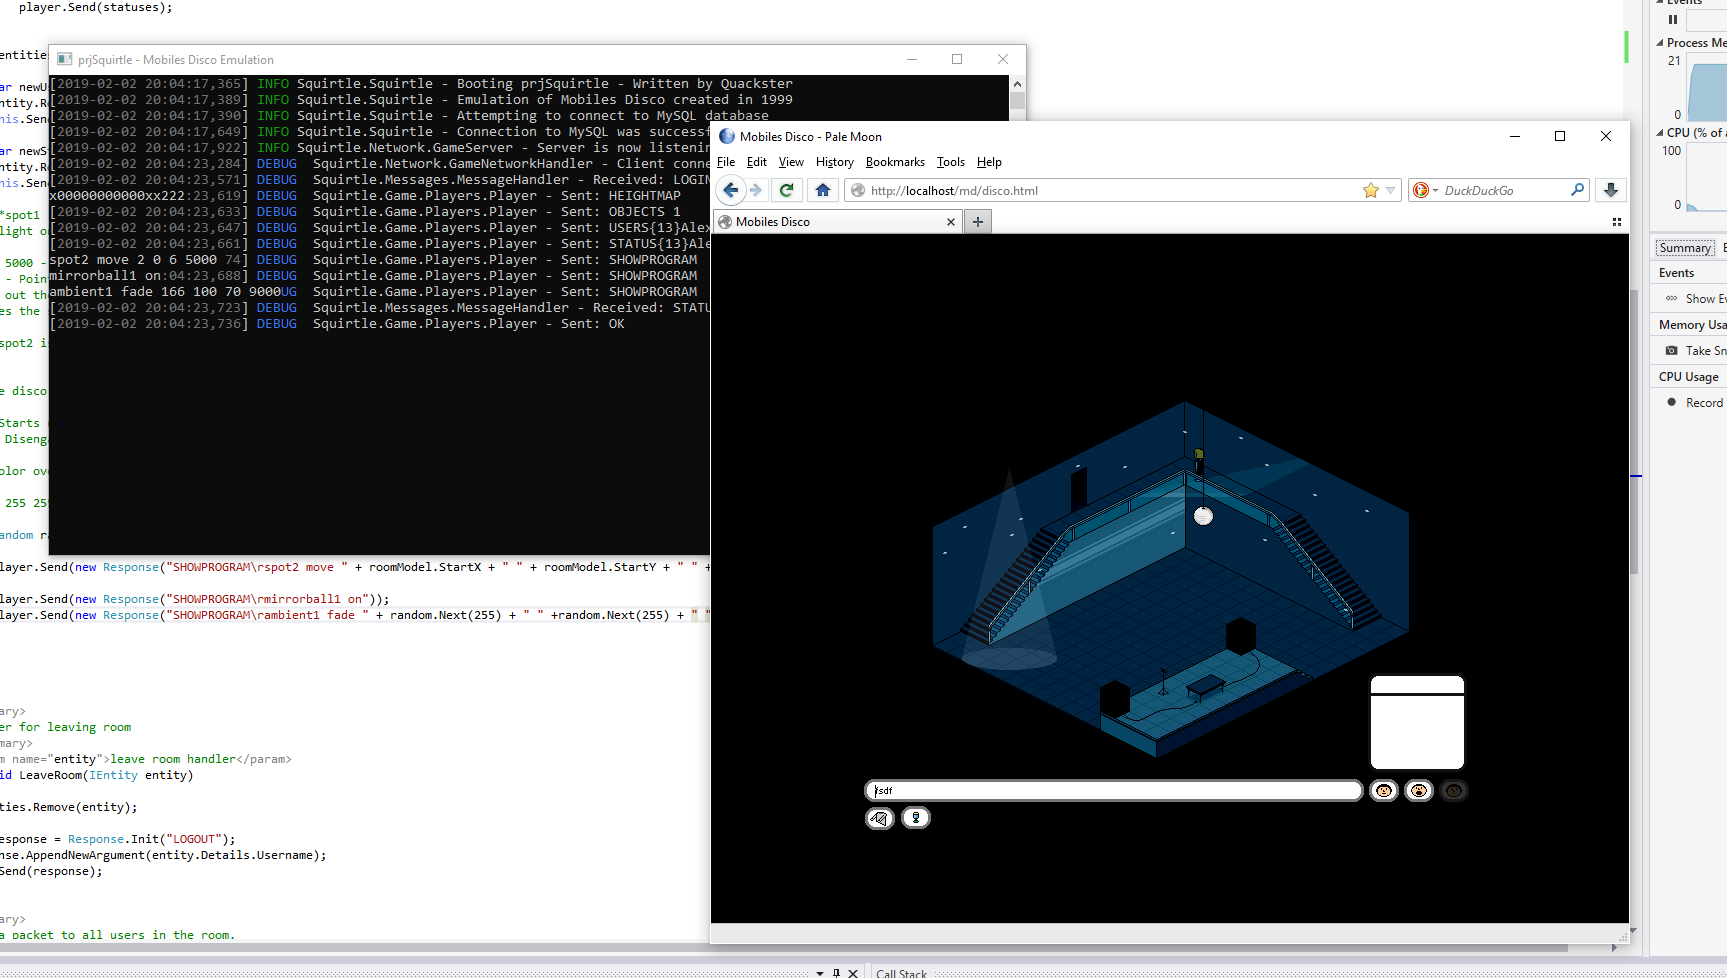 player.Send(statuses);
prjSquirtle - Mobiles Disco Emulation
[2019-02-02 20:04:17,365] INFO Squirtle.Squirtle - Booting prjSquirtle - Written by Quackster
[2019-02-02 20:04:17,389] INFO Squirtle.Squirtle - Emulation of Mobiles Disco created in 1999
[2019-02-02 20:04:17,390] INFO Squirtle.Squirtle - Attempting to connect to MySQL database
[2019-02-02 20:04:17,649] INFO Squirtle.Squirtle - Connection to MySQL was successf
[2019-02-02 20:04:17,922] INFO Squirtle.Network.GameServer - Server is now listenin
[2019-02-02 20:04:23,284] DEBUG Squirtle.Network.GameNetworkHandler - Client conne
[2019-02-02 20:04:23,571] DEBUG Squirtle.Messages.MessageHandler - Received: LOGIN
x00000000000xx222:23,619] DEBUG Squirtle.Game.Players.Player - Sent: HEIGHTMAP
[2019-02-02 20:04:23,633] DEBUG Squirtle.Game.Players.Player - Sent: OBJECTS 1
[2019-02-02 20:04:23,647] DEBUG Squirtle.Game.Players.Player - Sent: USERS{13}Alex
[2019-02-02 20:04:23,661] DEBUG Squirtle.Game.Players.Player - Sent: STATUS{13}Ale
spot2 move 2 0 6 5000 74] DEBUG Squirtle.Game.Players.Player - Sent: SHOWPROGRAM
mirrorball1 on:04:23,688] DEBUG Squirtle.Game.Players.Player - Sent: SHOWPROGRAM
ambient1 fade 166 100 70 9000UG Squirtle.Game.Players.Player - Sent: SHOWPROGRAM
[2019-02-02 20:04:23,723] DEBUG Squirtle.Messages.MessageHandler - Received: STATU
[2019-02-02 20:04:23,736] DEBUG Squirtle.Game.Players.Player - Sent: OK
entitie
ar newU
ntity.R
his.Sen
ar newS
ntity.R
his.Sen
*spot1
light o
5000 -
- Poin
out the
es the
spot2 i
e disco
Starts
Diseng
olor ov
255 255
andom r
layer.Send(new Response("SHOWPROGRAM\rspot2 move " + roomModel.StartX + " " + roomModel.StartY + " " +
layer.Send(new Response("SHOWPROGRAM\rmirrorball1 on"));
layer.Send(new Response("SHOWPROGRAM\rambient1 fade " + random.Next(255) + " " +random.Next(255) + " "
ary>
er for leaving room
mary>
m name="entity">leave room handler</param>
id LeaveRoom(IEntity entity)
ties.Remove(entity);
esponse = Response.Init("LOGOUT");
nse.AppendNewArgument(entity.Details.Username);
Send(response);
ary>
a packet to all users in the room.
Call Stack
Mobiles Disco - Pale Moon
File Edit View History Bookmarks Tools Help
http://localhost/md/disco.html
DuckDuckGo
Mobiles Disco
/sdf
Events
Process Me
21
0
CPU (% of a
100
0
Summary E
Events
Show Ev
Memory Usa
Take Sn
CPU Usage
Record